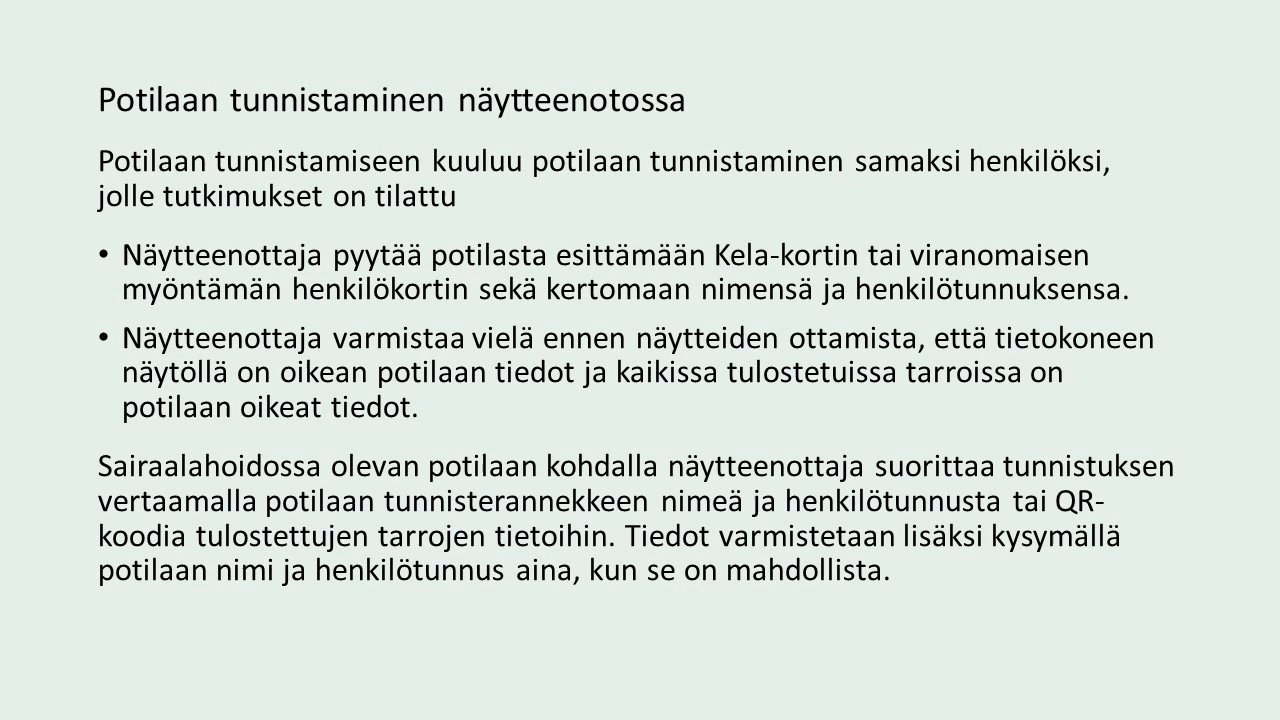 Potilaan tunnistaminen näytteenotossa
Potilaan tunnistamiseen kuuluu potilaan tunnistaminen samaksi henkilöksi,
jolle tutkimukset on tilattu
• Näytteenottaja pyytää potilasta esittämään Kela-kortin tai viranomaisen
myöntämän henkilökortin sekä kertomaan nimensä ja henkilötunnuksensa.
• Näytteenottaja varmistaa vielä ennen näytteiden ottamista, että tietokoneen
näytöllä on oikean potilaan tiedot ja kaikissa tulostetuissa tarroissa on
potilaan oikeat tiedot.
Sairaalahoidossa olevan potilaan kohdalla näytteenottaja suorittaa tunnistuksen
vertaamalla potilaan tunnisterannekkeen nimeä ja henkilötunnusta tai QR-
koodia tulostettujen tarrojen tietoihin. Tiedot varmistetaan lisäksi kysymällä
potilaan nimi ja henkilötunnus aina, kun se on mahdollista.